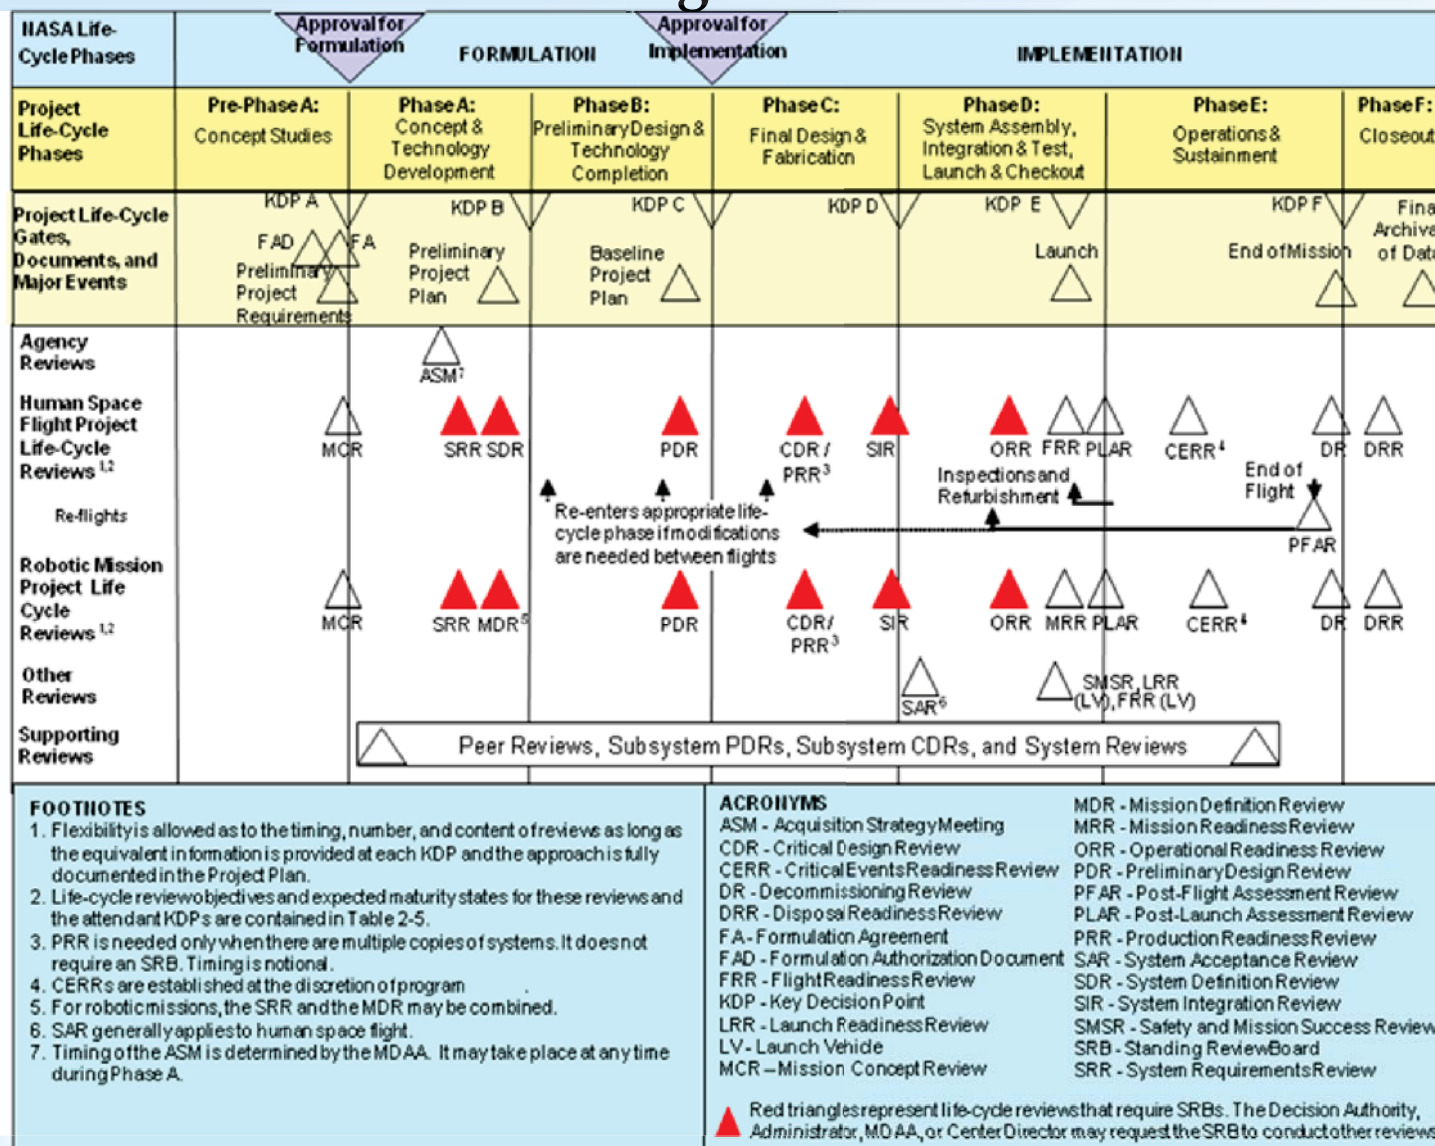 g
NASA Life-
Cycle Phases
Approval for
Formulation
FORMULATION
Approval for
Implementation
IMPLEMENTATION
Project
Life-Cycle
Phases
Pre-Phase A:
Concept Studies
Phase A:
Concept &
Technology
Development
Phase B:
Preliminary Design &
Technology
Completion
Phase C:
Final Design &
Fabrication
Phase D:
System Assembly,
Integration & Test,
Launch & Checkout
Phase E:
Operations &
Sustainment
Phase F:
Closeout
Project Life-Cycle
Gates,
Documents, and
Major Events
KDP A
KDP B
KDP C
KDP D
KDP E
KDP F
FAD
FA
Preliminary
Project
Requirements
Preliminary
Project
Plan
Baseline
Project
Plan
Launch
End of Mission
Fina
Archiva
of Data
Agency
Reviews
ASM7
Human Space
Flight Project
Life-Cycle
Reviews 1,2
MCR
SRR SDR
PDR
CDR /
PRR3
SIR
ORR
FRR PLAR
CERR4
DR
DRR
Re-flights
Re-enters appropriate life-
cycle phase if modifications
are needed between flights
Inspections and
Refurbishment
End of
Flight
PFAR
Robotic Mission
Project Life
Cycle
Reviews 1,2
MCR
SRR MDR5
PDR
CDR/
PRR3
SIR
ORR
MRR PLAR
CERR4
DR
DRR
Other
Reviews
SAR6
SMSR, LRR
(LV), FRR (LV)
Supporting
Reviews
Peer Reviews, Subsystem PDRs, Subsystem CDRs, and System Reviews
FOOTNOTES
1. Flexibility is allowed as to the timing, number, and content of reviews as long as
the equivalent information is provided at each KDP and the approach is fully
documented in the Project Plan.
2. Life-cycle review objectives and expected maturity states for these reviews and
the attendant KDPs are contained in Table 2-5.
3. PRR is needed only when there are multiple copies of systems. It does not
require an SRB. Timing is notional.
4. CERRs are established at the discretion of program .
5. For robotic missions, the SRR and the MDR may be combined.
6. SAR generally applies to human space flight.
7. Timing of the ASM is determined by the MDAA. It may take place at any time
during Phase A.
ACRONYMS
ASM - Acquisition Strategy Meeting
CDR - Critical Design Review
CERR - Critical Events Readiness Review
DR - Decommissioning Review
DRR - Disposal Readiness Review
FA - Formulation Agreement
FAD - Formulation Authorization Document
FRR - Flight Readiness Review
KDP - Key Decision Point
LRR - Launch Readiness Review
LV - Launch Vehicle
MCR – Mission Concept Review
MDR - Mission Definition Review
MRR - Mission Readiness Review
ORR - Operational Readiness Review
PDR - Preliminary Design Review
PFAR - Post-Flight Assessment Review
PLAR - Post-Launch Assessment Review
PRR - Production Readiness Review
SAR - System Acceptance Review
SDR - System Definition Review
SIR - System Integration Review
SMSR - Safety and Mission Success Review
SRB - Standing Review Board
SRR - System Requirements Review
Red triangles represent life-cycle reviews that require SRBs. The Decision Authority,
Administrator, MDAA, or Center Director may request the SRB to conduct other reviews